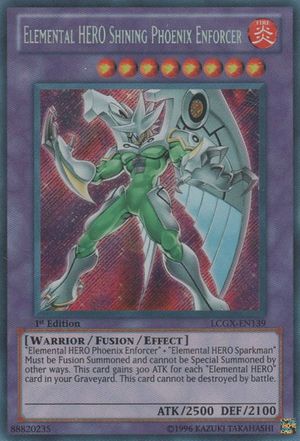 ELEMENTAL HERO SHINING PHOENIX ENFORCER
FIRE
炎
1st Edition
LCGX-EN139
[WARRIOR / FUSION / EFFECT]
"Elemental HERO Phoenix Enforcer" + "Elemental HERO Sparkman"
Must be Fusion Summoned and cannot be Special Summoned by
other ways. This card gains 300 ATK for each "Elemental HERO"
card in your Graveyard. This card cannot be destroyed by battle.
ATK/2500 DEF/2100
88820235
©1996 KAZUKI TAKAHASHI